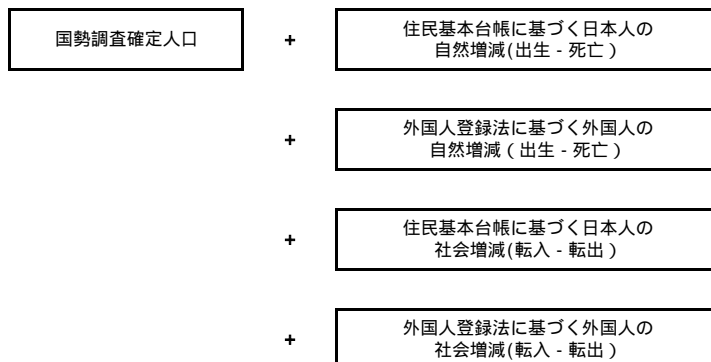 国勢調査確定人口
+
住民基本台帳に基づく日本人の
自然増減(出生 - 死亡 )
+
外国人登録法に基づく外国人の
自然増減 ( 出生 - 死亡 )
+
住民基本台帳に基づく日本人の
社会増減(転入 - 転出 )
+
外国人登録法に基づく外国人の
社会増減(転入 - 転出 )